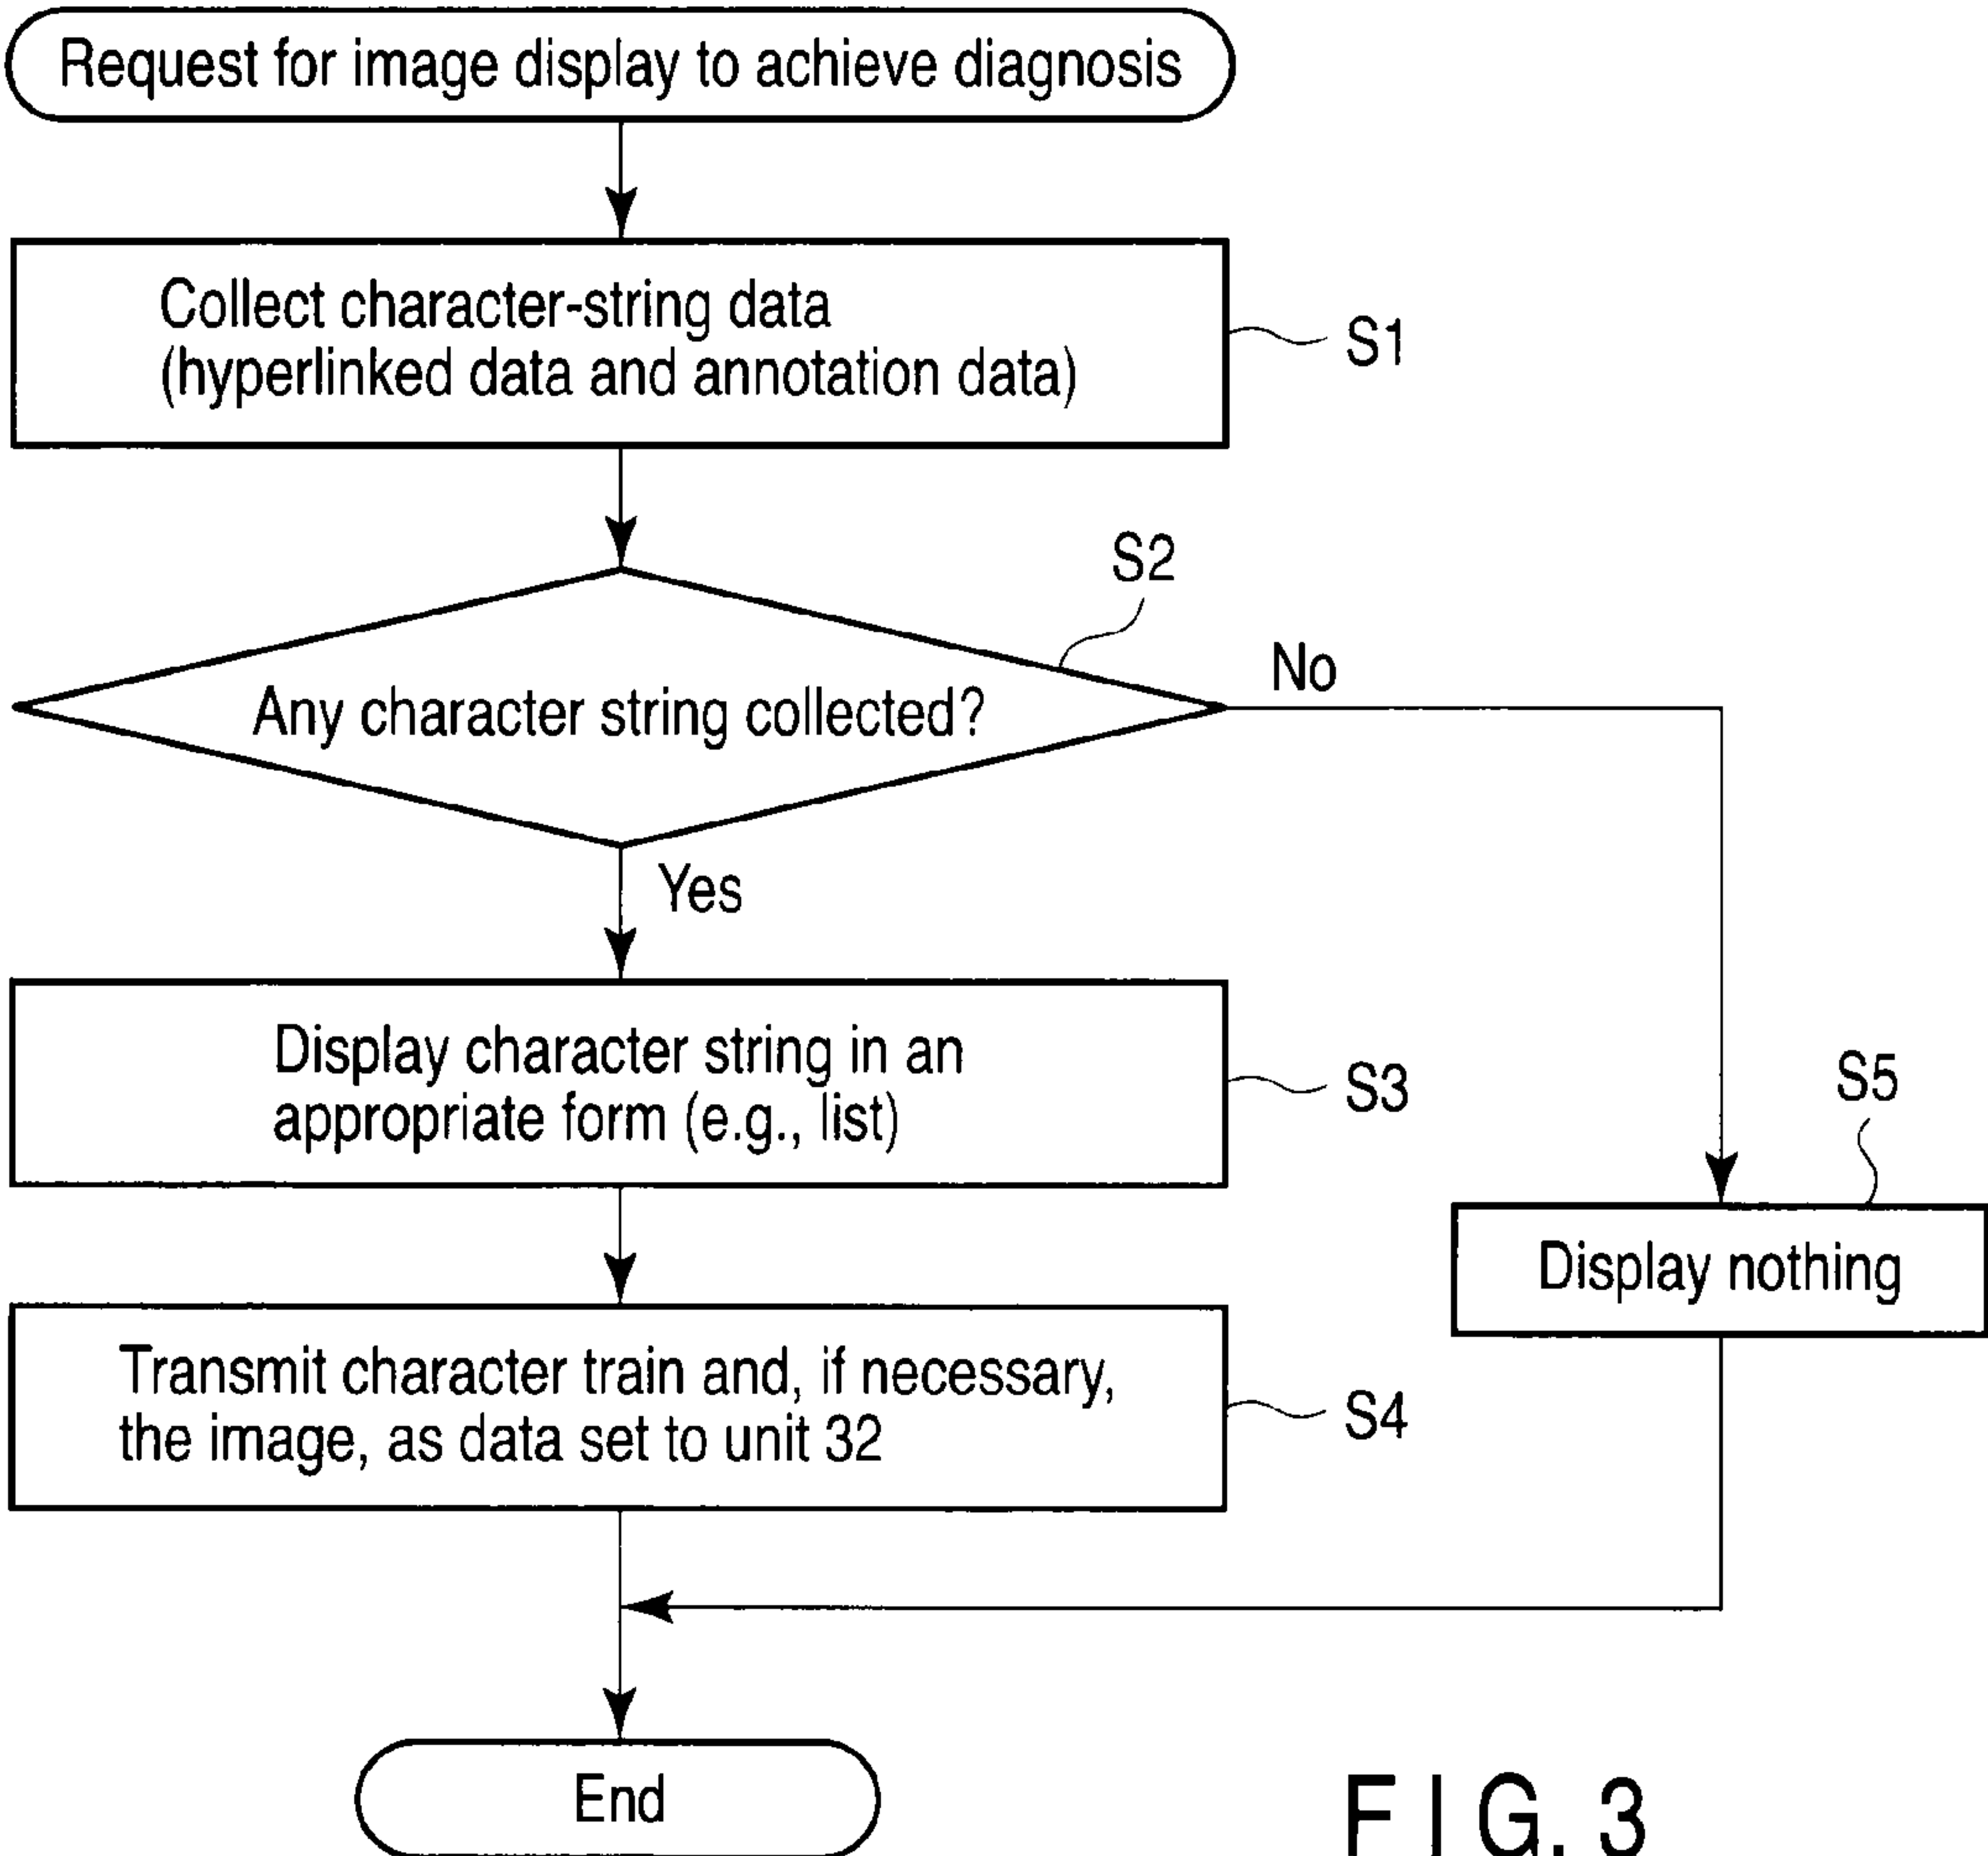 Request for image display to achieve diagnosis
Collect character-string data
(hyperlinked data and annotation data)
S1
S2
Any character string collected?
No
Yes
Display character string in an
appropriate form (e.g., list)
S3
S5
Display nothing
Transmit character train and, if necessary,
the image, as data set to unit 32
S4
End
FIG. 3